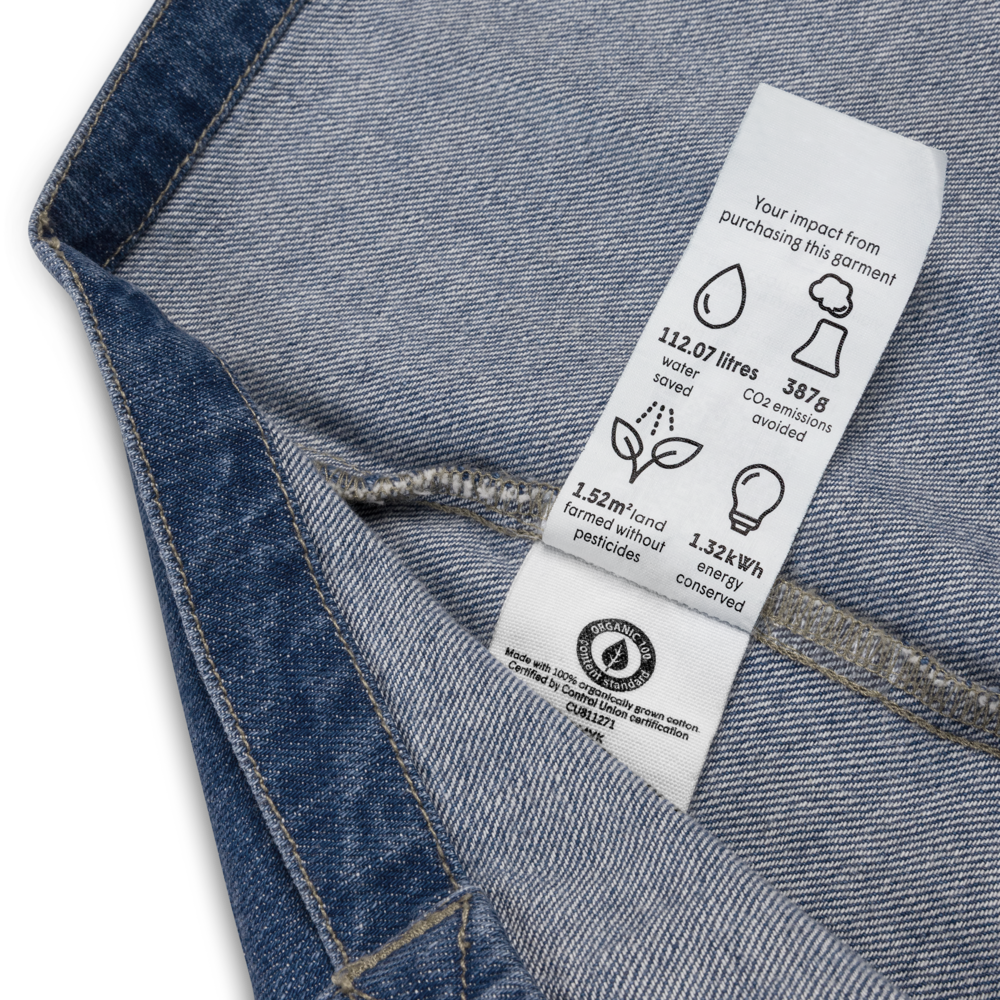 Your impact from
purchasing this garment
112.07 litres
water
saved
387g
CO2 emissions
avoided
1.52m² land
farmed without
pesticides
1.32kWh
energy
conserved
ORGANIC 100
content standard
Made with 100% organically grown cotton.
Certified by Control Union certification
CU811271